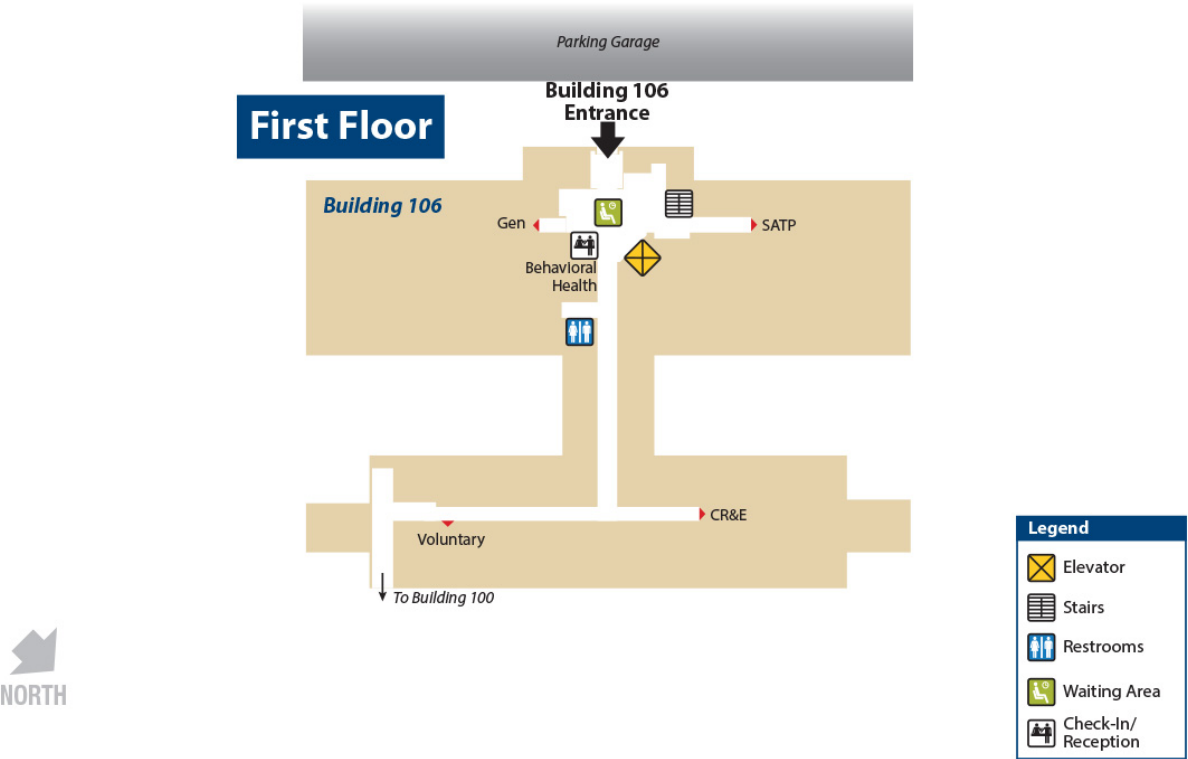 Parking Garage
Building 106
Entrance
First Floor
Building 106
Gen
SATP
Behavioral
Health
CR&E
Voluntary
To Building 100
NORTH
Legend
Elevator
Stairs
Restrooms
Waiting Area
Check-In/
Reception